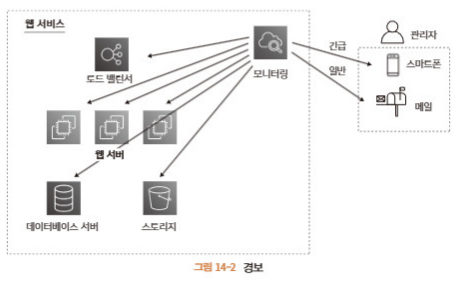 웹 서비스
로드 밸런서
모니터링
긴급
일반
관리자
스마트폰
메일
웹 서버
데이터베이스 서버
스토리지
그림 14-2 경보